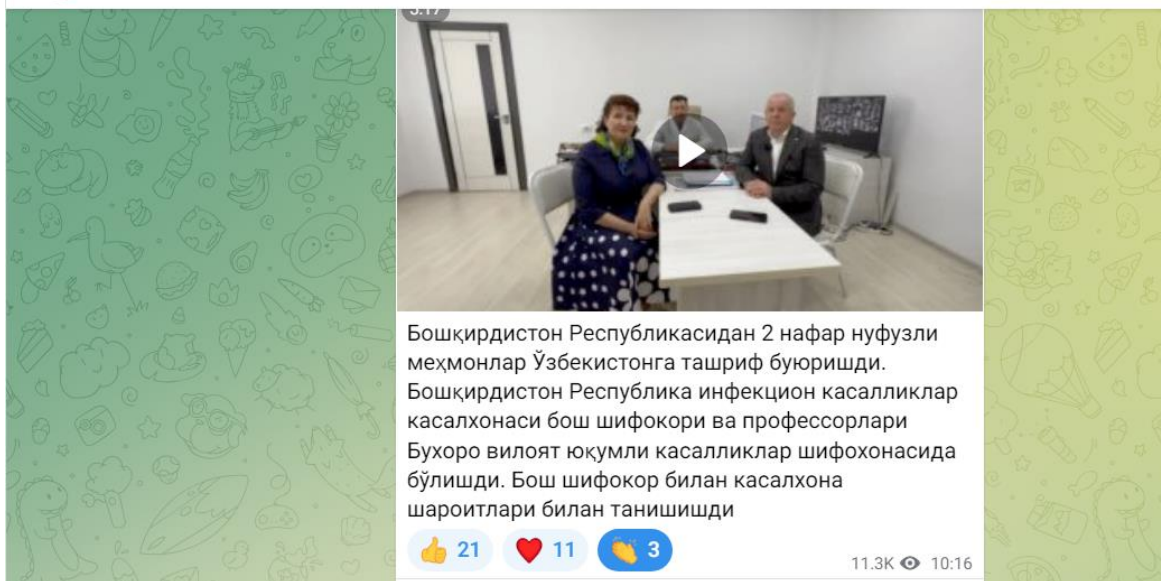 Бошқирдистон Республикасидан 2 нафар нуфузли
меҳмонлар Ўзбекистонга ташриф буюришди.
Бошқирдистон Республика инфекцион касалликлар
касалхонаси бош шифокори ва профессорлари
Бухоро вилоят юқумли касалликлар шифохонасида
бўлишди. Бош шифокор билан касалхона
шароитлари билан танишишди
21 11 3
11.3K 10:16